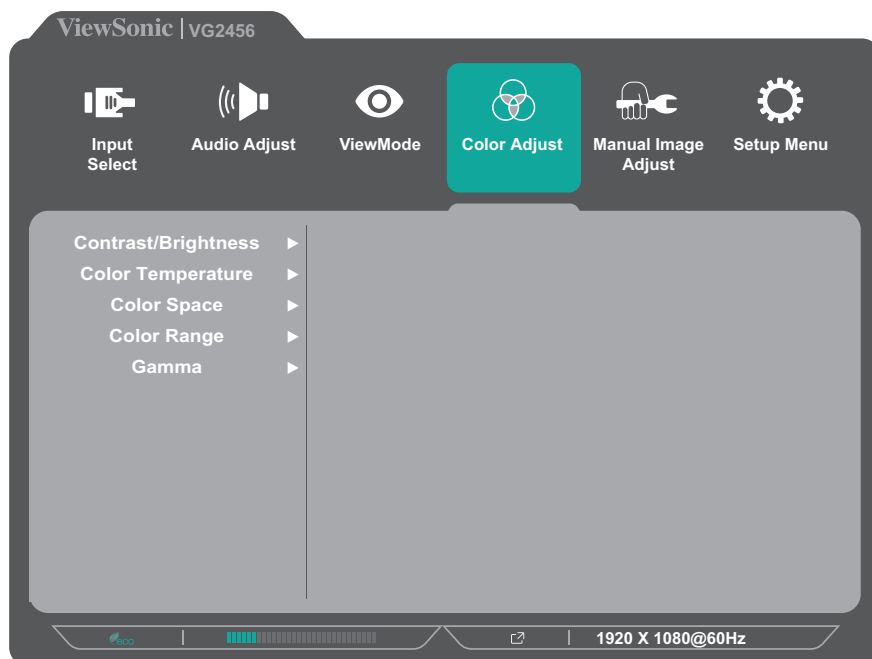 ViewSonic | VG2456
Input
Select
Audio Adjust
ViewMode
Color Adjust
Manual Image
Adjust
Setup Menu
Contrast/Brightness
Color Temperature
Color Space
Color Range
Gamma
eco
1920 X 1080@60Hz